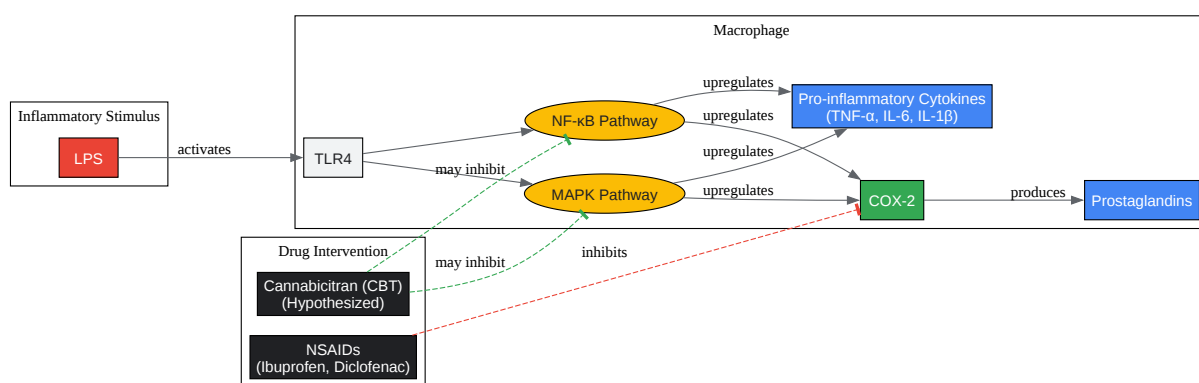 Macrophage
Inflammatory Stimulus
LPS
activates
TLR4
NF-κB Pathway
MAPK Pathway
may inhibit
upregulates
upregulates
upregulates
upregulates
Pro-inflammatory Cytokines
(TNF-α, IL-6, IL-1β)
COX-2
produces
Prostaglandins
Drug Intervention
Cannabicitran (CBT)
(Hypothesized)
may inhibit
inhibits
NSAIDs
(Ibuprofen, Diclofenac)